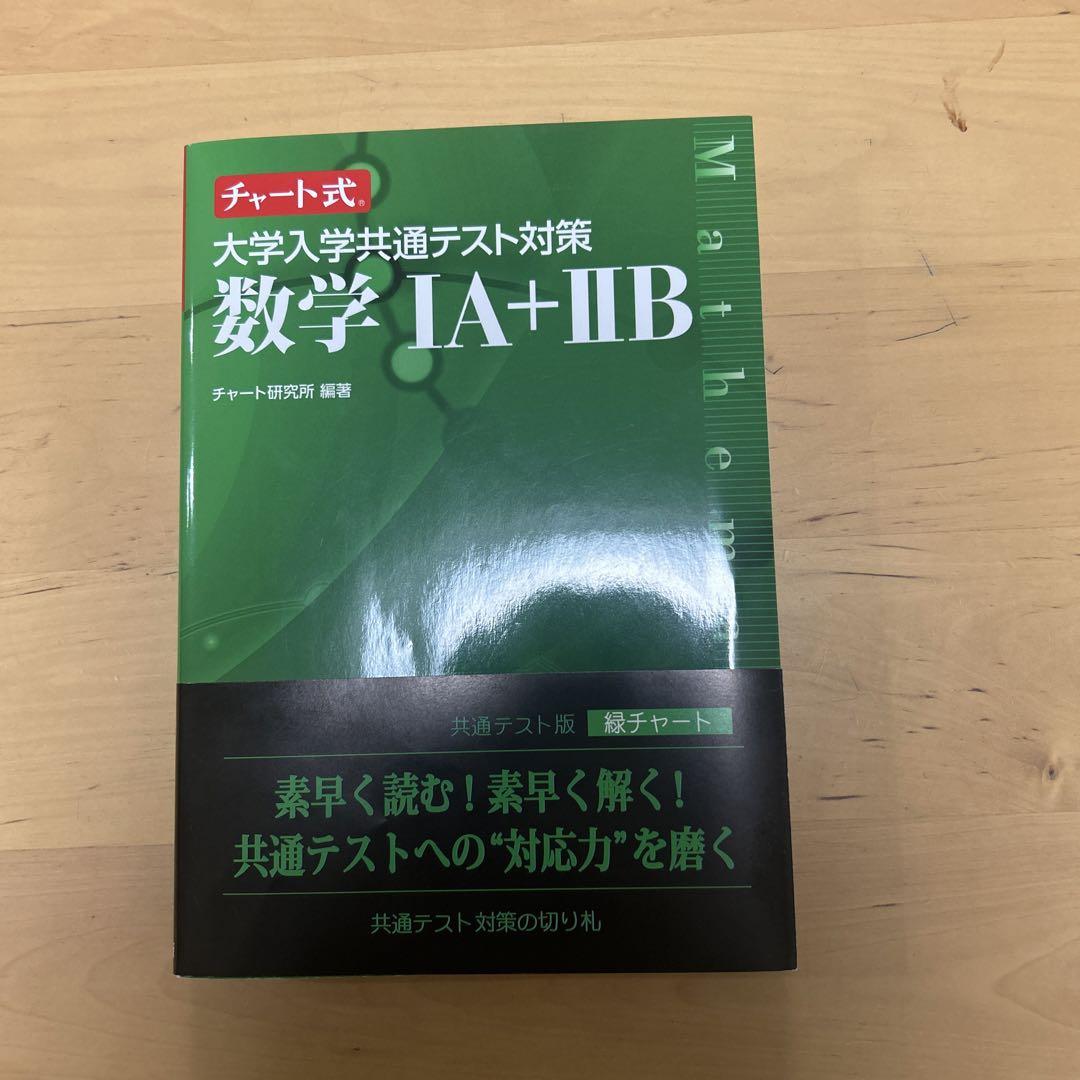 チャート式®
大学入学共通テスト対策
数学 ⅠA+ⅡB
チャート研究所 編著
Mathema
共通テスト版 緑チャート
素早く読む！素早く解く！
共通テストへの“対応力”を磨く
共通テスト対策の切り札